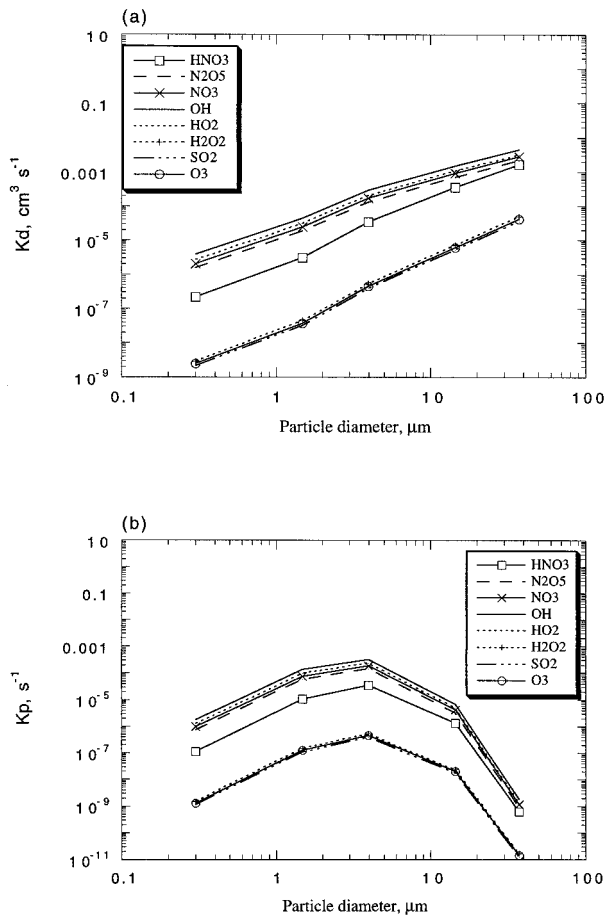 (a)
10
0.1
0.001
10⁻⁵
10⁻⁷
10⁻⁹
Kd, cm³ s⁻¹
HNO3
N2O5
NO3
OH
HO2
H2O2
SO2
O3
0.1 1 10 100
Particle diameter, μm
(b)
10
0.1
0.001
10⁻⁵
10⁻⁷
10⁻⁹
10⁻¹¹
Kp, s⁻¹
HNO3
N2O5
NO3
OH
HO2
H2O2
SO2
O3
0.1 1 10 100
Particle diameter, μm